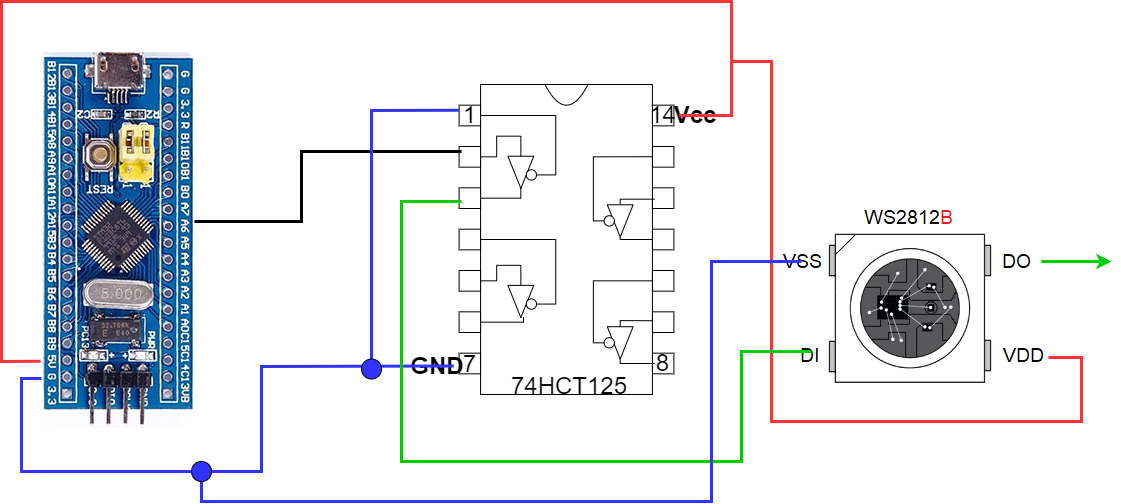 B12
B13
B14
B15
A8
A9
A10
A11
A12
A15
B3
B4
B5
B6
B7
B8
B9
5V
G
3.3
C2
R2
REST
8.000
32.768K
E E40
PC13
PWR
G
G
3.3
R
B11
B10
B1
B0
A7
A6
A5
A4
A3
A2
A1
A0
C15
C14
C13
VB
1
14
Vcc
GND
7
8
74HCT125
WS2812B
VSS
DO
DI
VDD